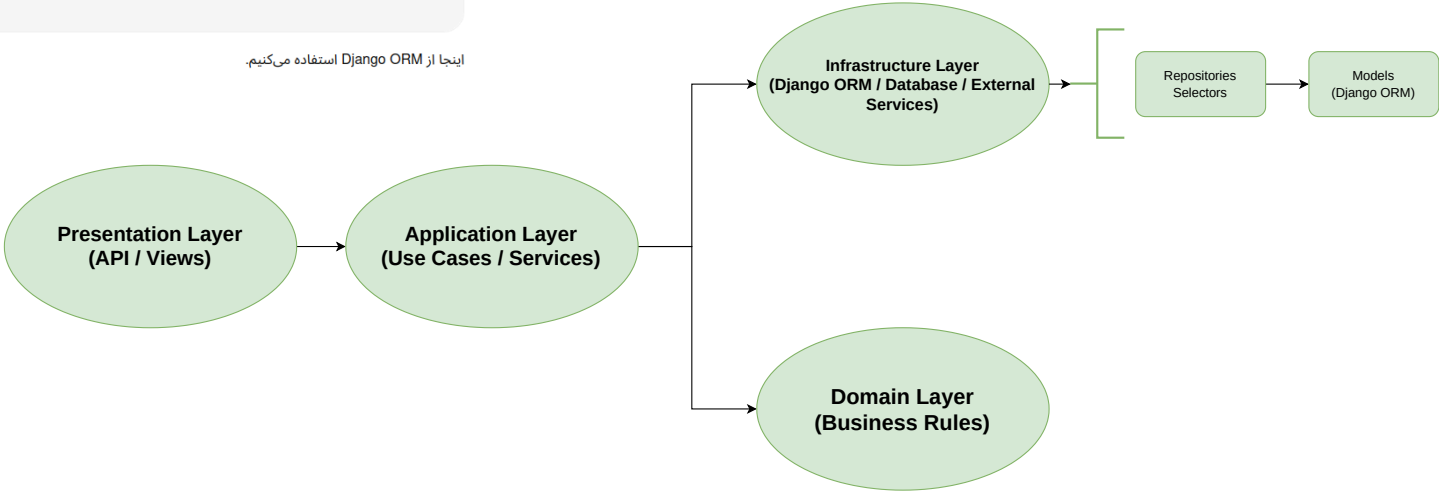 اینجا از Django ORM استفاده می‌کنیم.
Infrastructure Layer
(Django ORM / Database / External
Services)
Repositories
Selectors
Models
(Django ORM)
Presentation Layer
(API / Views)
Application Layer
(Use Cases / Services)
Domain Layer
(Business Rules)